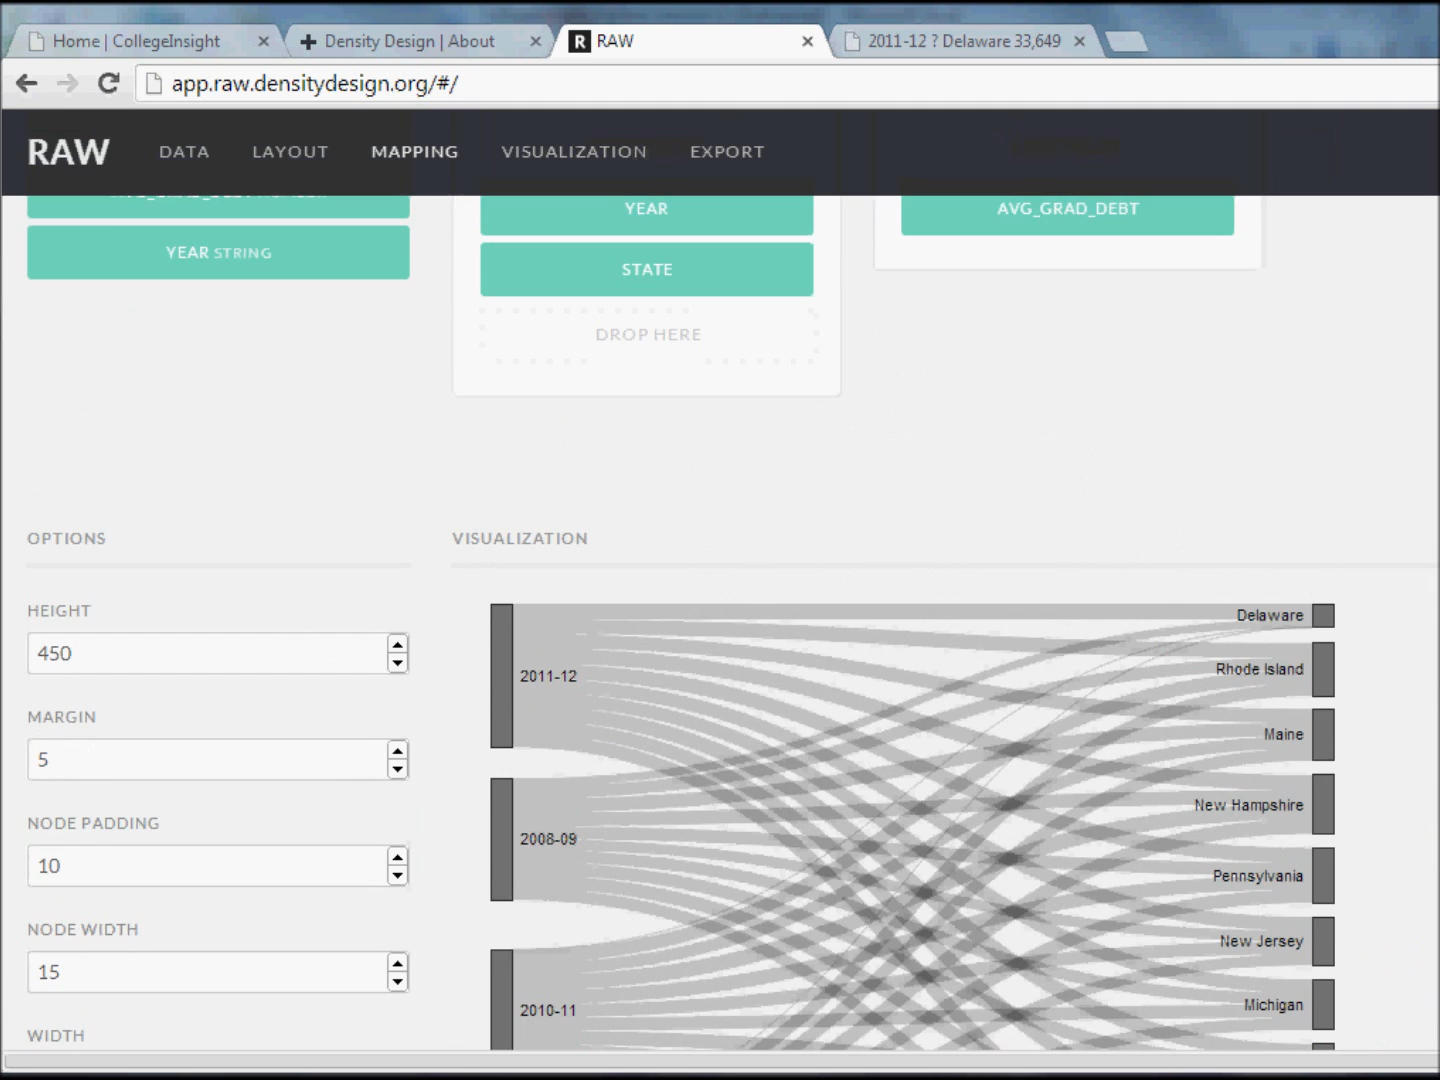 Home | CollegeInsight
Density Design | About
R RAW
2011-12 ? Delaware 33,649
app.raw.densitydesign.org/#/
RAW DATA LAYOUT MAPPING VISUALIZATION EXPORT
YEAR STRING
YEAR
STATE
DROP HERE
AVG_GRAD_DEBT
OPTIONS
HEIGHT
450
MARGIN
5
NODE PADDING
10
NODE WIDTH
15
WIDTH
VISUALIZATION
2011-12
2008-09
2010-11
Delaware
Rhode Island
Maine
New Hampshire
Pennsylvania
New Jersey
Michigan